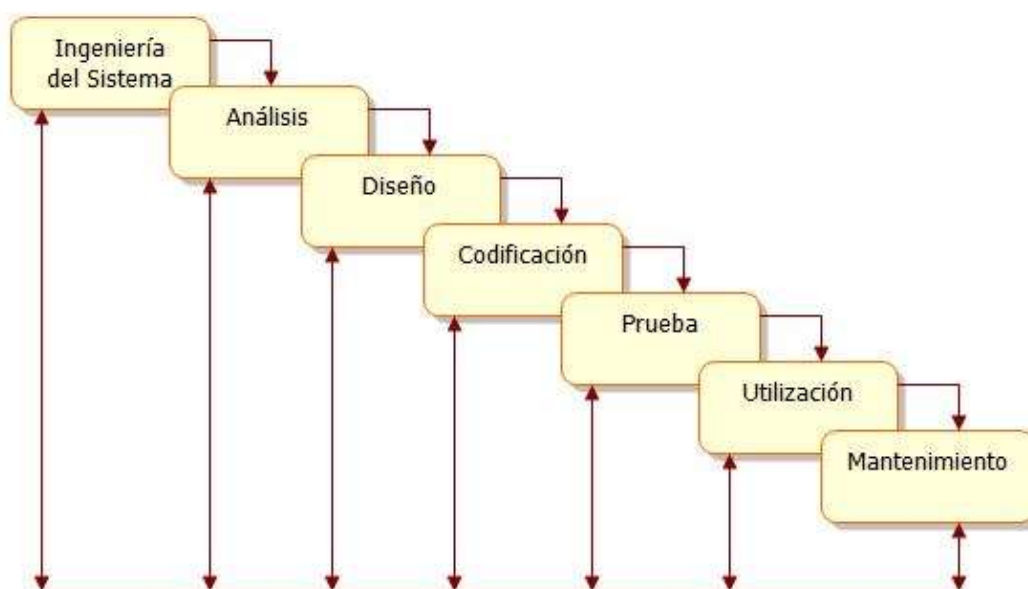 Ingeniería
del Sistema
Análisis
Diseño
Codificación
Prueba
Utilización
Mantenimiento